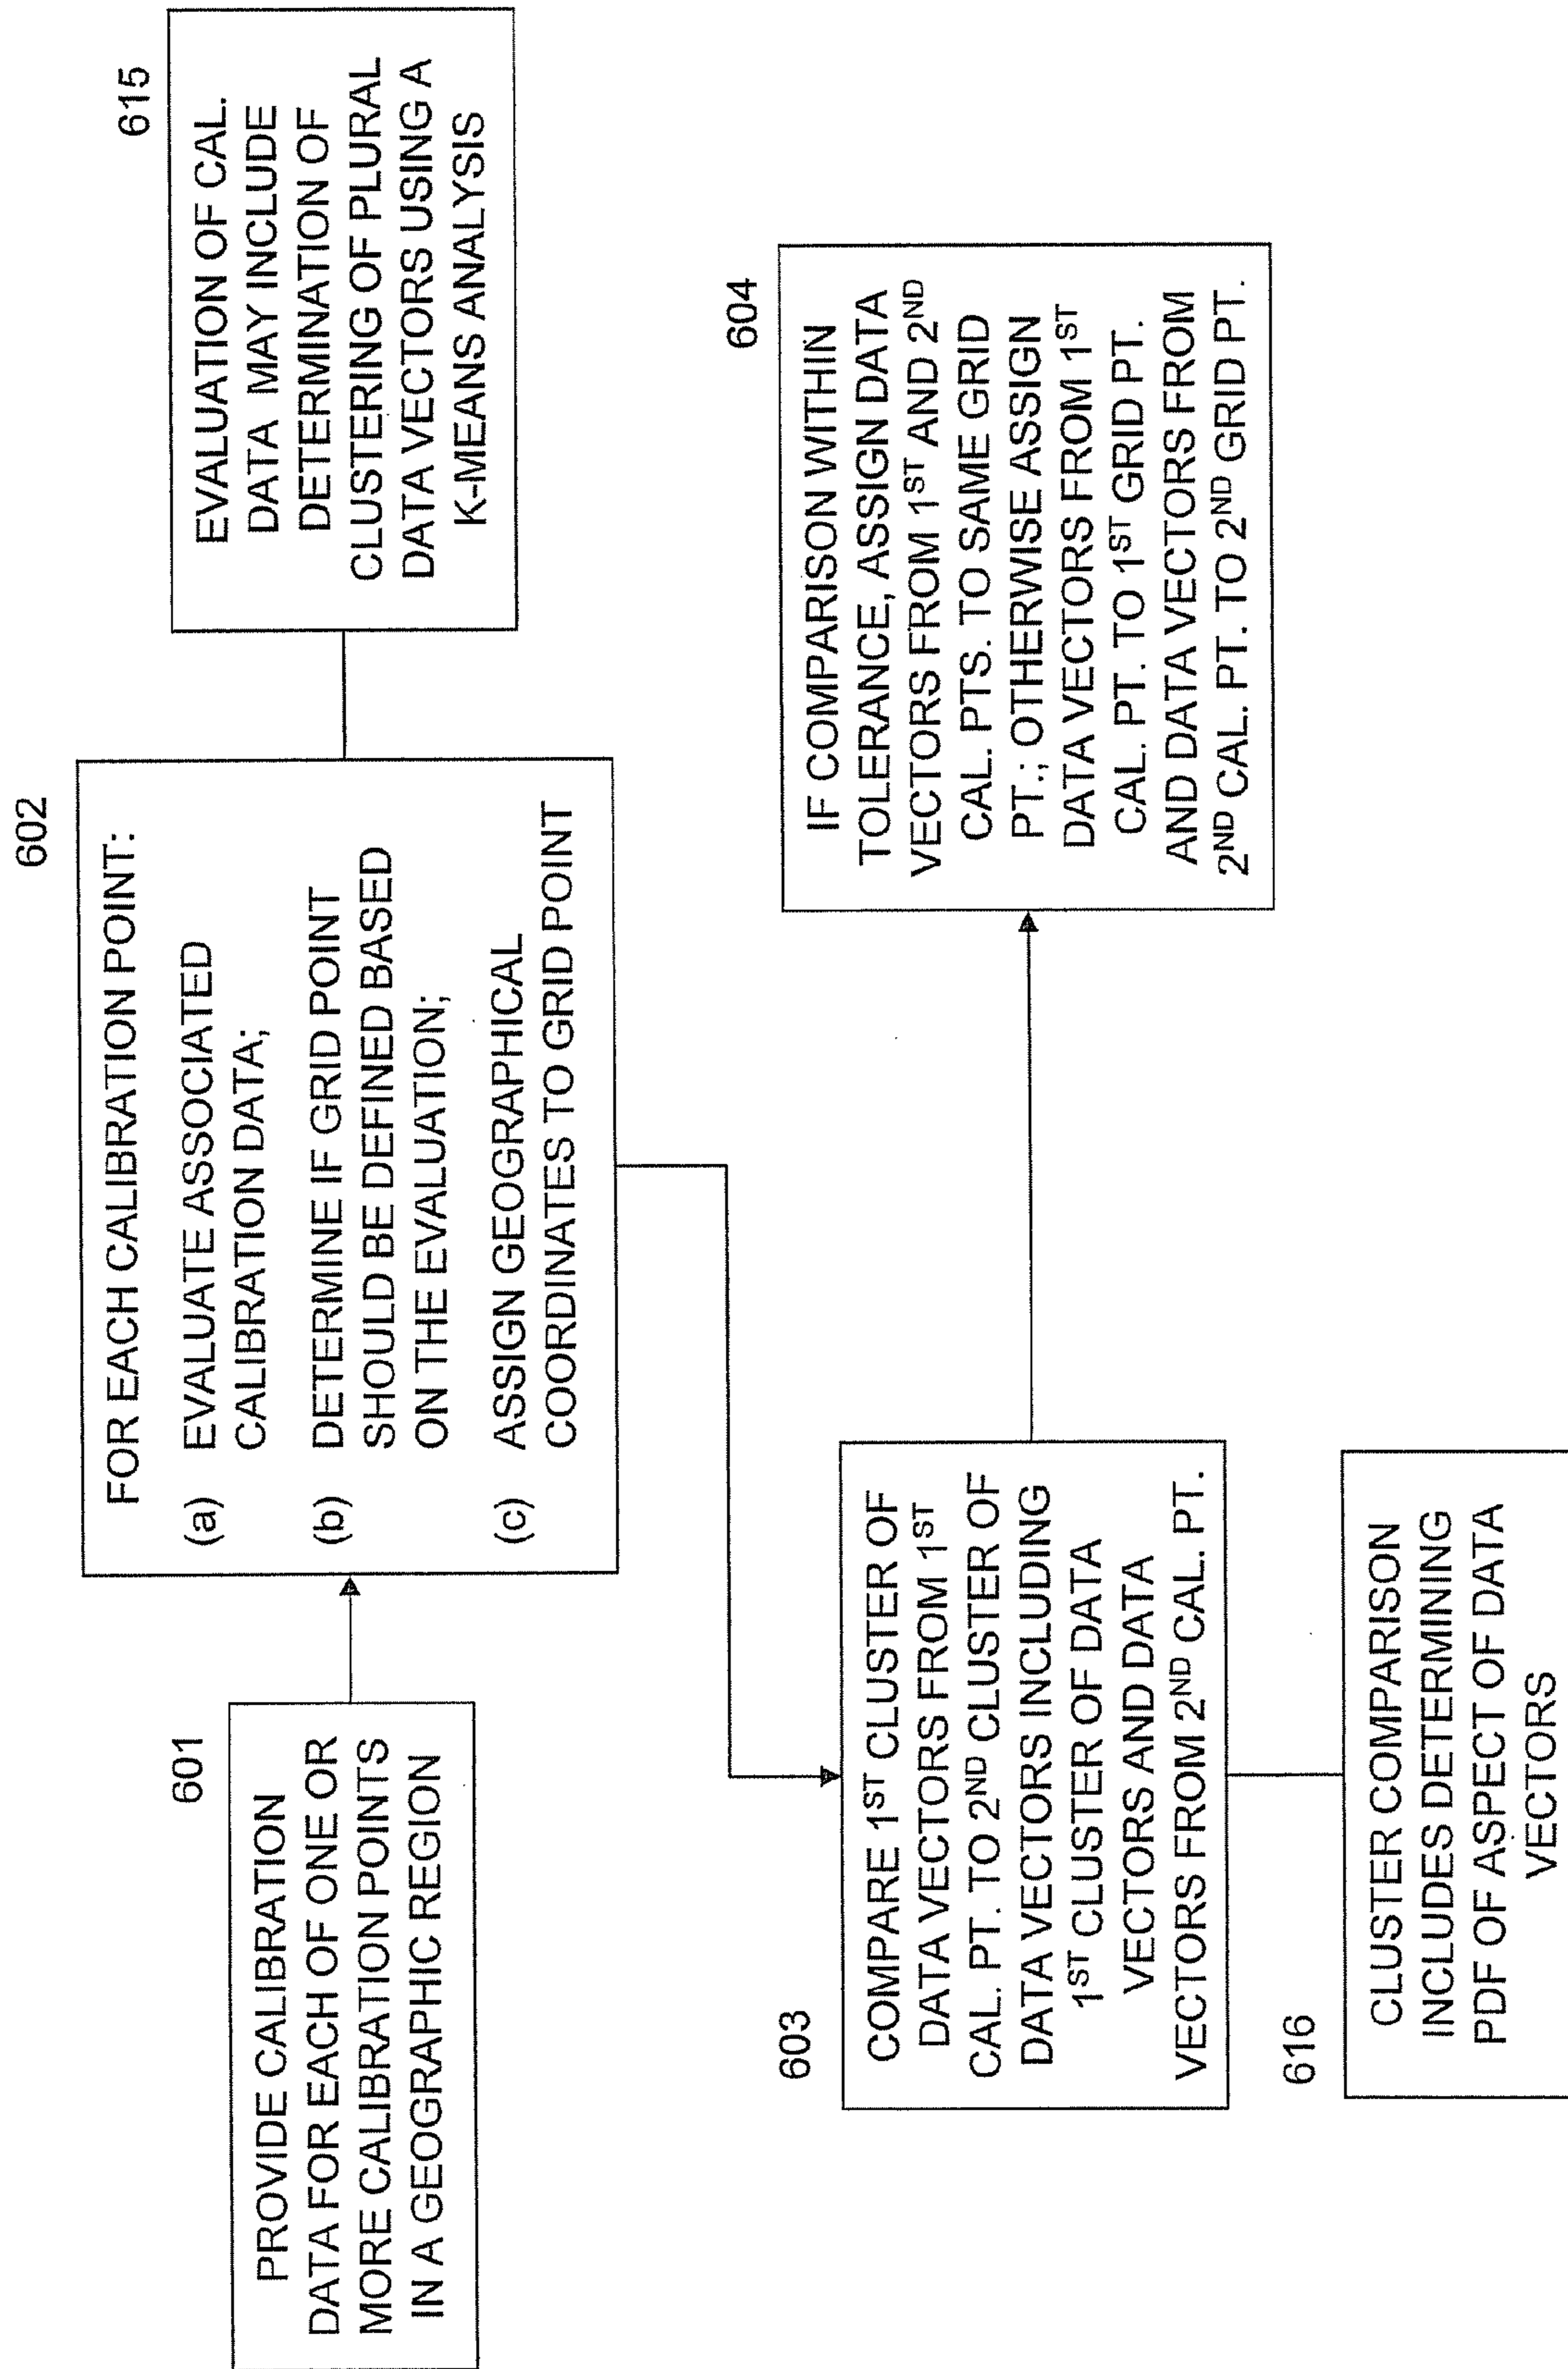 601
PROVIDE CALIBRATION
DATA FOR EACH OF ONE OR
MORE CALIBRATION POINTS
IN A GEOGRAPHIC REGION
602
FOR EACH CALIBRATION POINT:
(a) EVALUATE ASSOCIATED
CALIBRATION DATA;
(b) DETERMINE IF GRID POINT
SHOULD BE DEFINED BASED
ON THE EVALUATION;
(c) ASSIGN GEOGRAPHICAL
COORDINATES TO GRID POINT
615
EVALUATION OF CAL.
DATA MAY INCLUDE
DETERMINATION OF
CLUSTERING OF PLURAL
DATA VECTORS USING A
K-MEANS ANALYSIS
603
COMPARE 1ST CLUSTER OF
DATA VECTORS FROM 1ST
CAL. PT. TO 2ND CLUSTER OF
DATA VECTORS INCLUDING
1ST CLUSTER OF DATA
VECTORS AND DATA
VECTORS FROM 2ND CAL. PT.
604
IF COMPARISON WITHIN
TOLERANCE, ASSIGN DATA
VECTORS FROM 1ST AND 2ND
CAL. PTS. TO SAME GRID
PT.; OTHERWISE ASSIGN
DATA VECTORS FROM 1ST
CAL. PT. TO 1ST GRID PT.
AND DATA VECTORS FROM
2ND CAL. PT. TO 2ND GRID PT.
616
CLUSTER COMPARISON
INCLUDES DETERMINING
PDF OF ASPECT OF DATA
VECTORS